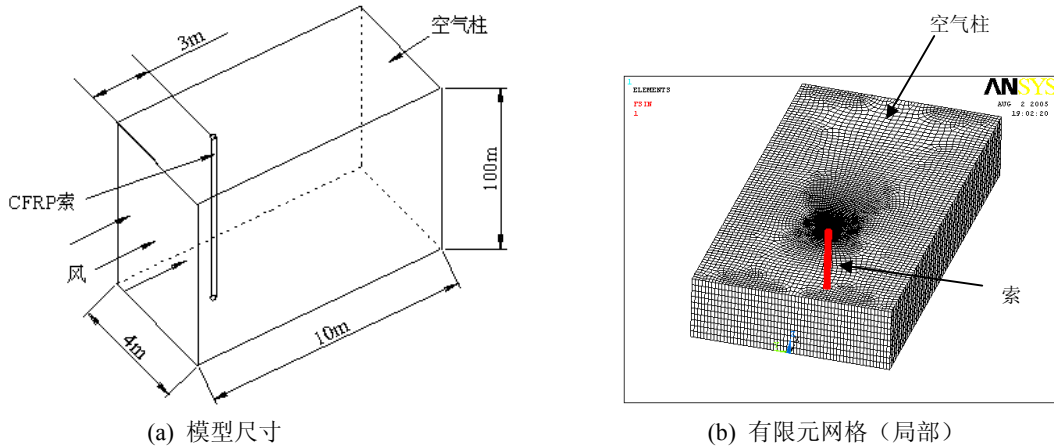 3m
空气柱
CFRP索
风
100m
4m
10m
(a) 模型尺寸
空气柱
1
ELEMENTS
FSIN
1
ANSYS
AUG 2 2005
19:02:20
索
(b) 有限元网格（局部）